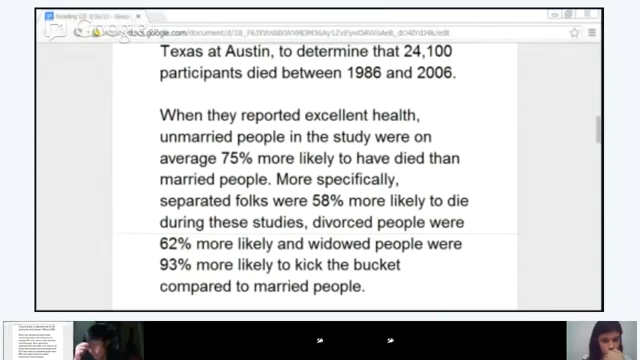 Texas at Austin, to determine that 24,100
participants died between 1986 and 2006.
When they reported excellent health,
unmarried people in the study were on
average 75% more likely to have died than
married people. More specifically,
separated folks were 58% more likely to die
during these studies, divorced people were
62% more likely and widowed people were
93% more likely to kick the bucket
compared to married people.